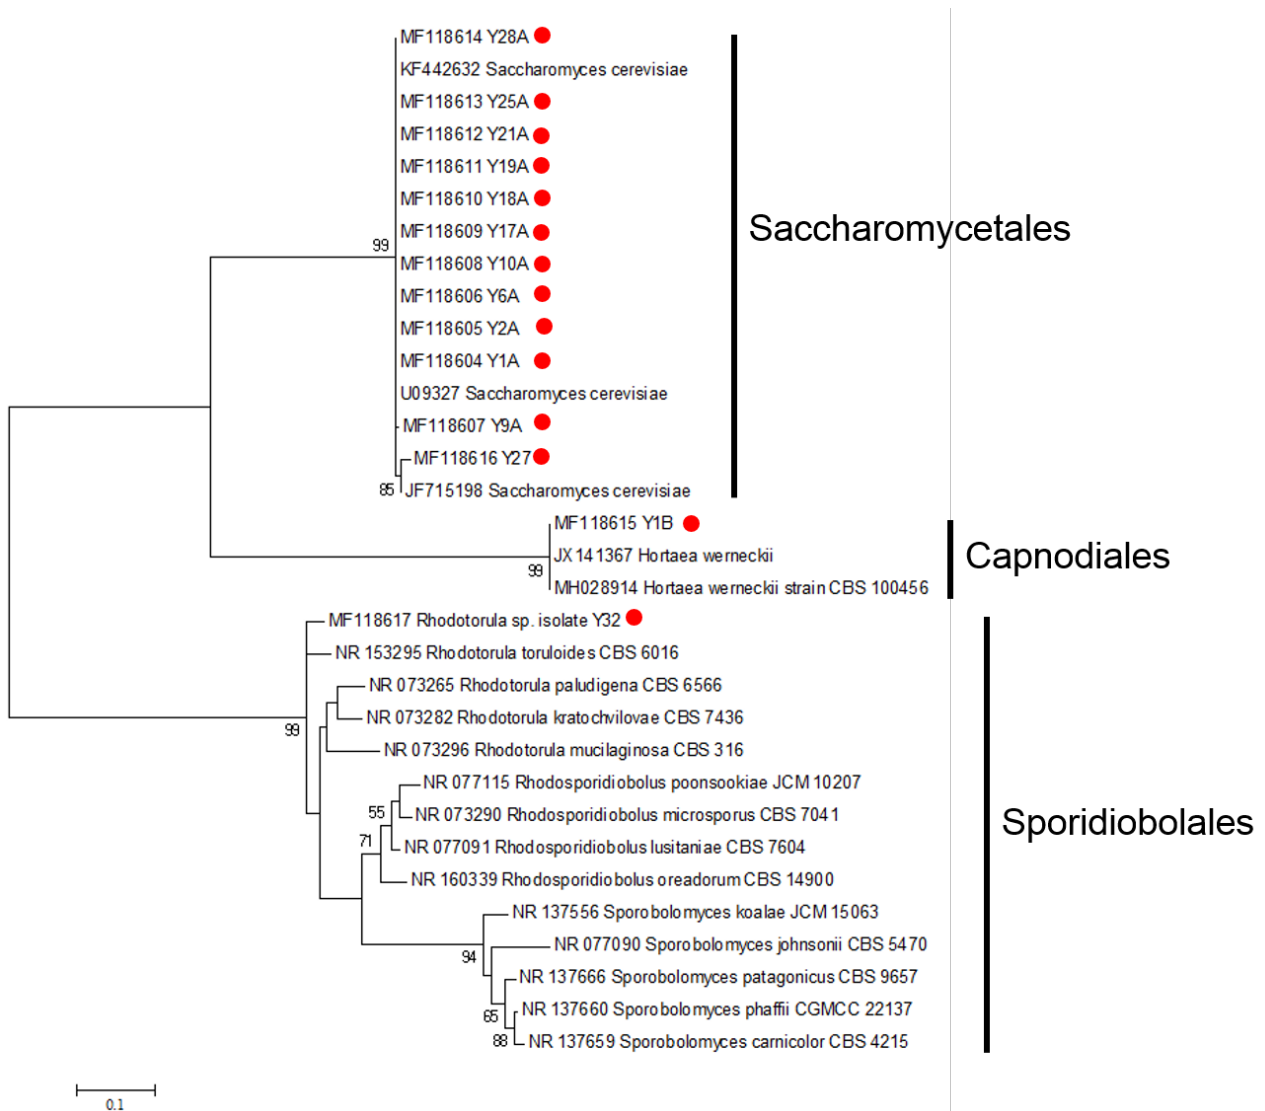 MF118614 Y28A
KF442632 Saccharomyces cerevisiae
MF118613 Y25A
MF118612 Y21A
MF118611 Y19A
MF118610 Y18A
MF118609 Y17A
Saccharomycetales
99
MF118608 Y10A
MF118606 Y6A
MF118605 Y2A
MF118604 Y1A
U09327 Saccharomyces cerevisiae
MF118607 Y9A
MF118616 Y27
85
JF715198 Saccharomyces cerevisiae
MF118615 Y1B
JX141367 Hortaea werneckii
Capnodiales
99
MH028914 Hortaea werneckii strain CBS 100456
MF118617 Rhodotorula sp. isolate Y32
NR 153295 Rhodotorula toruloides CBS 6016
NR 073265 Rhodotorula paludigena CBS 6566
NR 073282 Rhodotorula kratochvilovae CBS 7436
99
NR 073296 Rhodotorula mucilaginosa CBS 316
NR 077115 Rhodosporidiobolus poonsookiae JCM 10207
55
NR 073290 Rhodosporidiobolus microsporus CBS 7041
Sporidiobolales
71
NR 077091 Rhodosporidiobolus lusitaniae CBS 7604
NR 160339 Rhodosporidiobolus oreadorum CBS 14900
NR 137556 Sporobolomyces koalae JCM 15063
NR 077090 Sporobolomyces johnsonii CBS 5470
94
NR 137666 Sporobolomyces patagonicus CBS 9657
NR 137660 Sporobolomyces phaffii CGMCC 22137
65
88
NR 137659 Sporobolomyces carnicolor CBS 4215
0.1